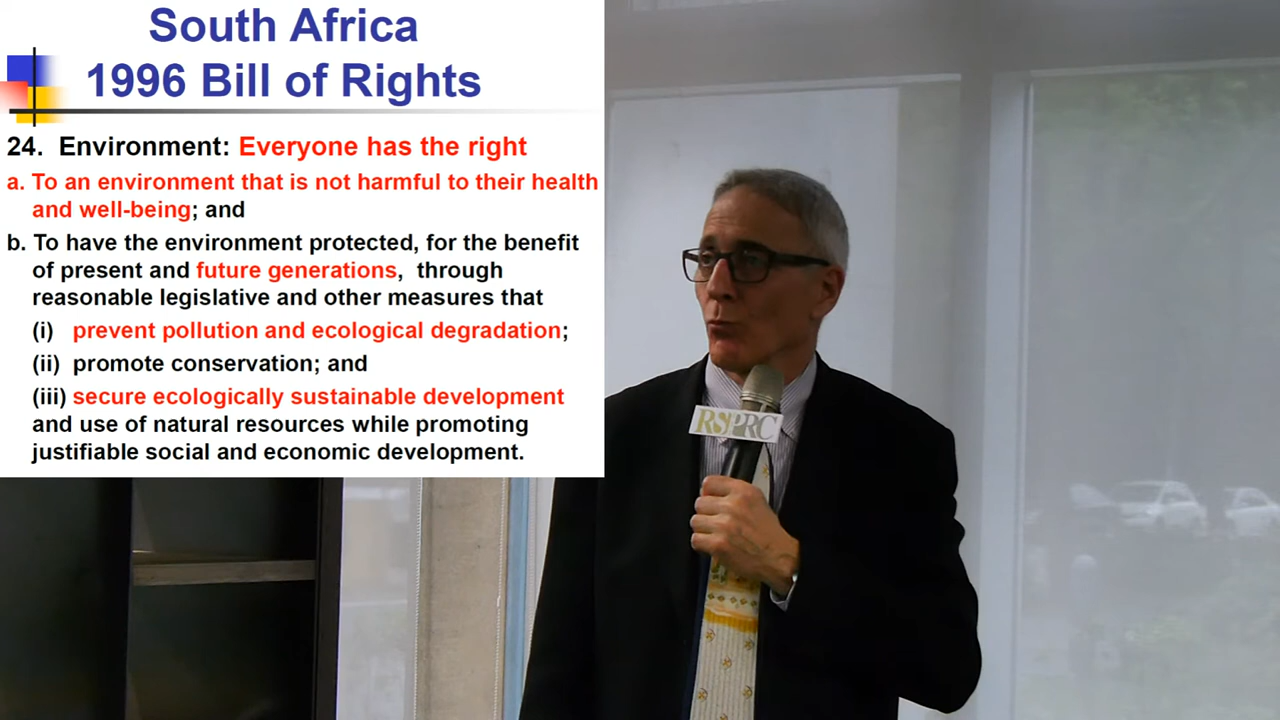 South Africa
1996 Bill of Rights
24. Environment: Everyone has the right
a. To an environment that is not harmful to their health
and well-being; and
b. To have the environment protected, for the benefit
of present and future generations, through
reasonable legislative and other measures that
(i) prevent pollution and ecological degradation;
(ii) promote conservation; and
(iii) secure ecologically sustainable development
and use of natural resources while promoting
justifiable social and economic development.
RSPRC